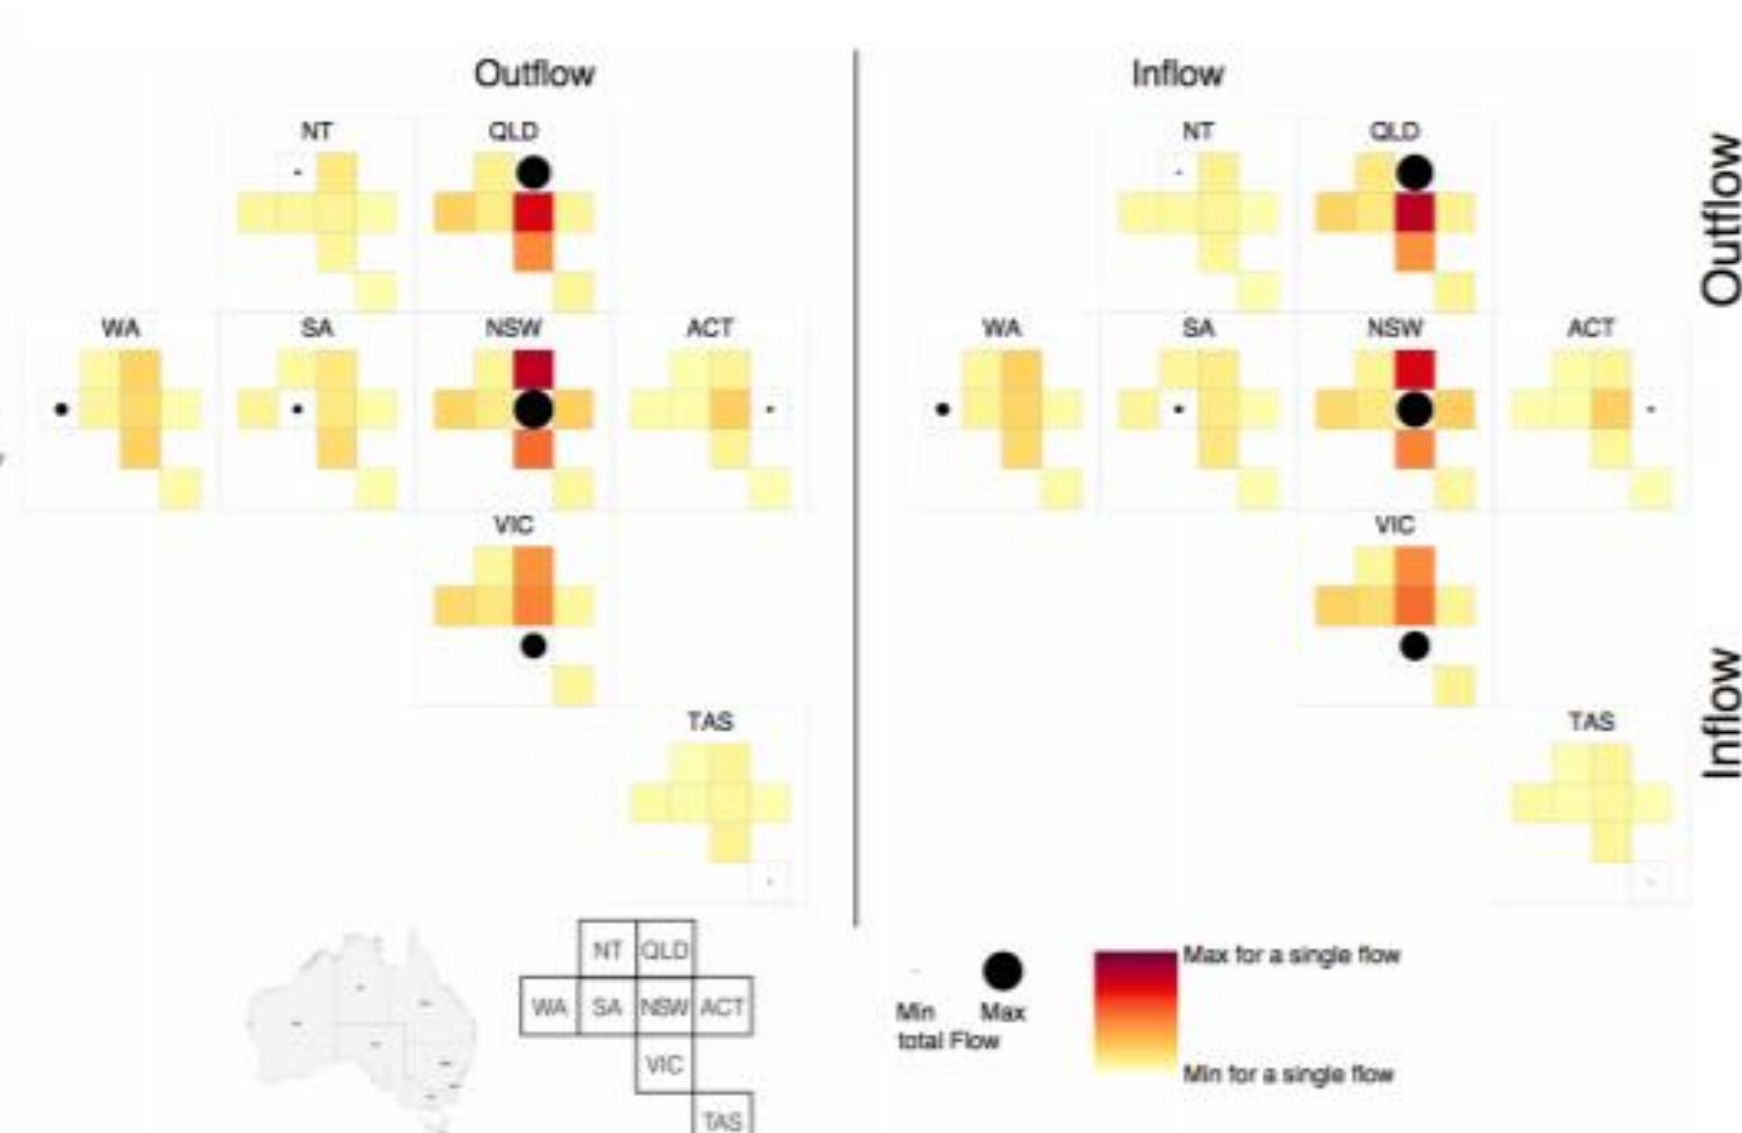 Outflow Inflow
NT QLD NT QLD
Outflow
WA SA NSW ACT WA SA NSW ACT
VIC VIC
Inflow
TAS TAS
NT QLD
WA SA NSW ACT
VIC
TAS
Min Max
total Flow
Max for a single flow
Min for a single flow